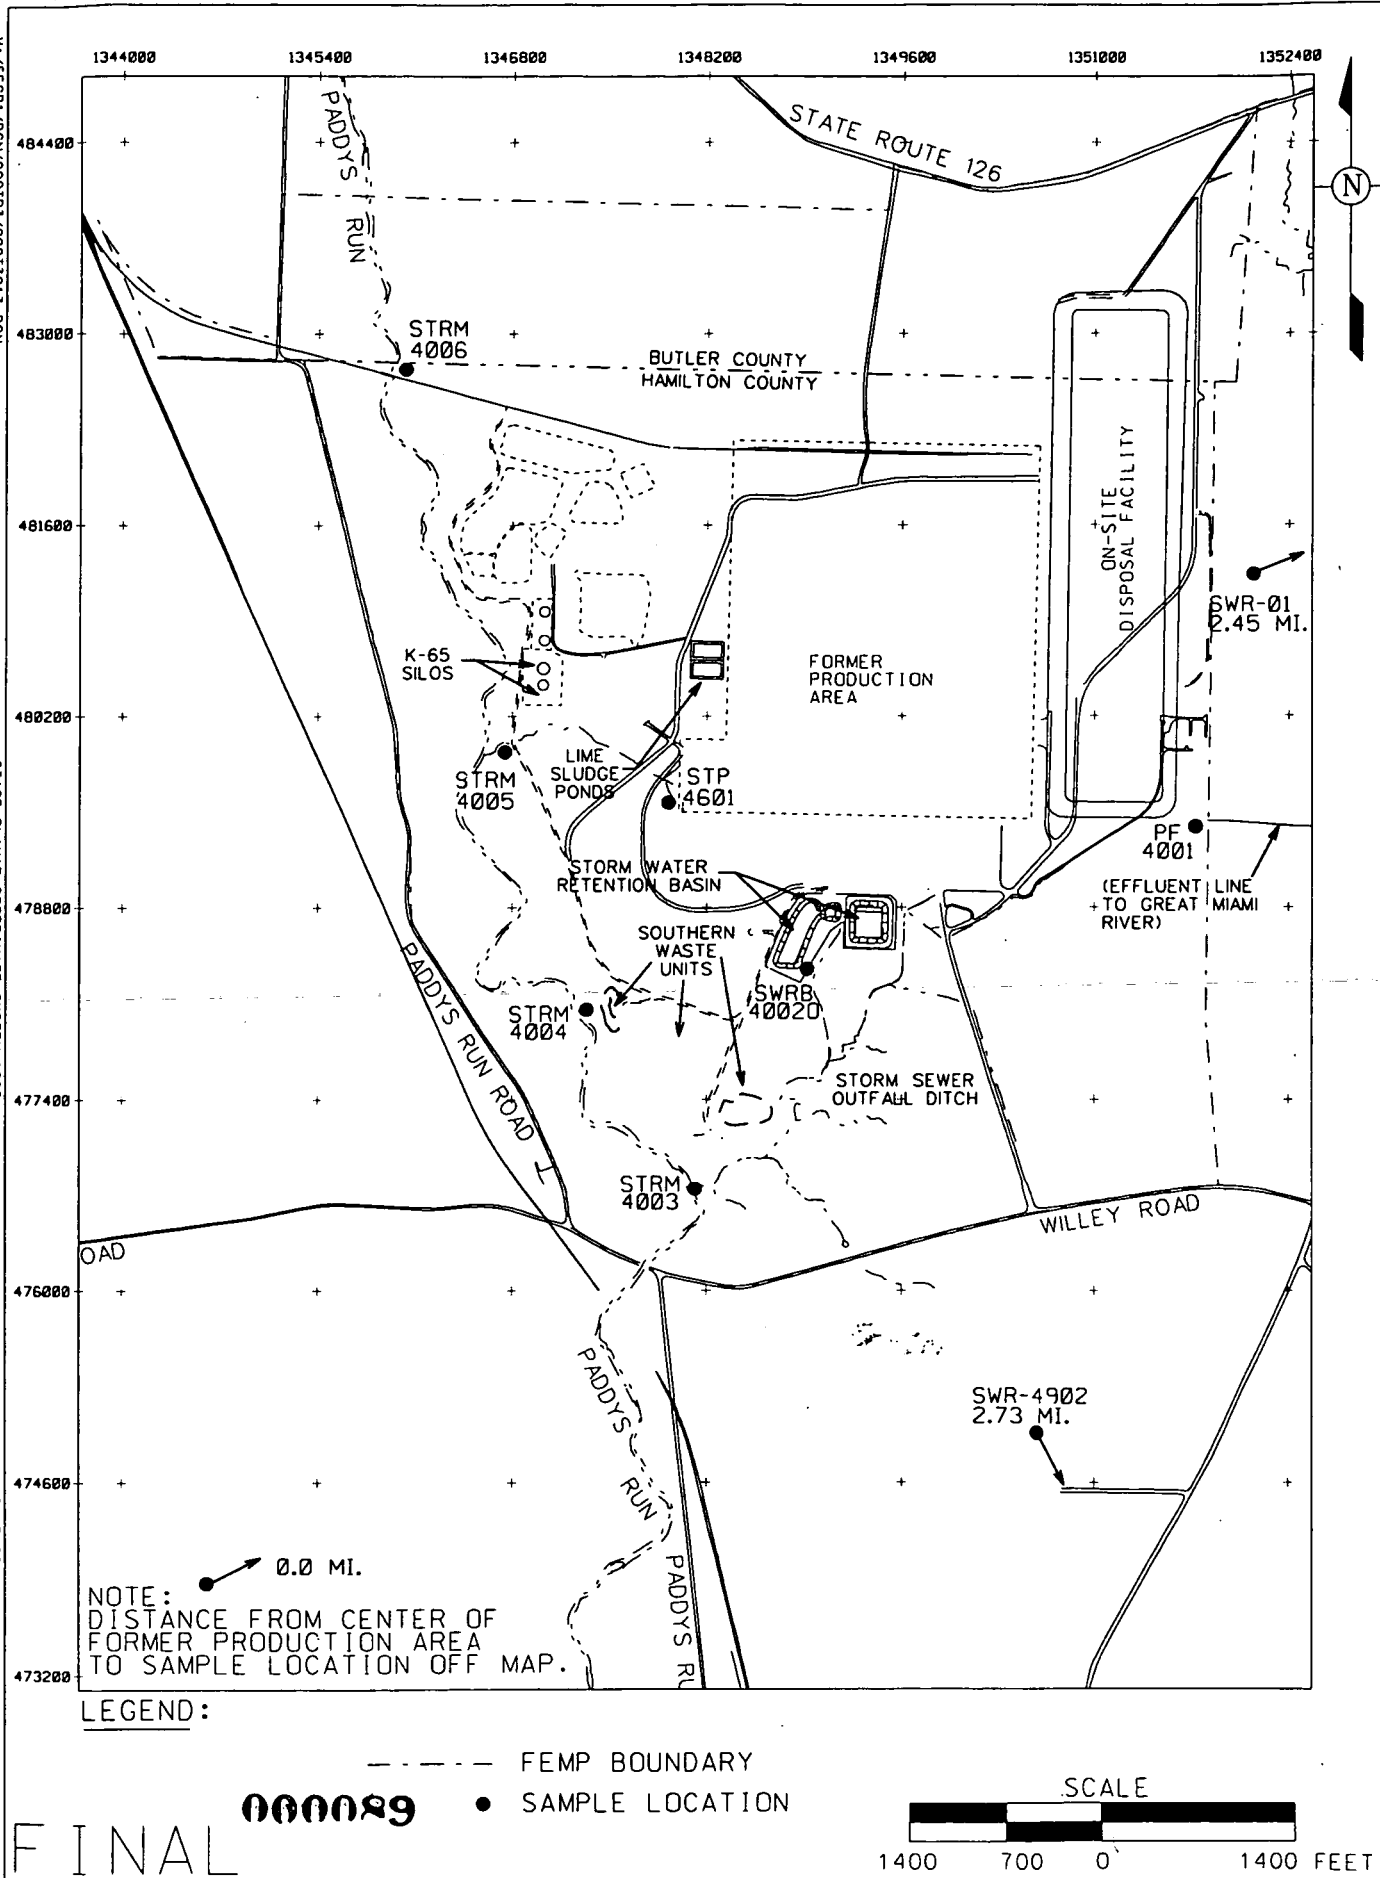 1344000 1345400 1346800 1348200 1349600 1351000 1352400
484400
483000
481600
480200
478800
477400
476000
474600
473200
PADDYS
RUN
STATE ROUTE 126
N
STRM
4006
BUTLER COUNTY
HAMILTON COUNTY
ON-SITE
DISPOSAL FACILITY
SWR-01
2.45 MI.
K-65
SILOS
FORMER
PRODUCTION
AREA
LIME
SLUDGE
PONDS
STRM
4005
STP
4601
PF
4001
(EFFLUENT LINE
TO GREAT MIAMI
RIVER)
STORM WATER
RETENTION BASIN
SOUTHERN
WASTE
UNITS
SWRB
4002O
STRM
4004
PADDYS RUN ROAD
STORM SEWER
OUTFALL DITCH
STRM
4003
WILLEY ROAD
OAD
PADDYS
RUN
SWR-4902
2.73 MI.
PADDYS RU
0.0 MI.
NOTE:
DISTANCE FROM CENTER OF
FORMER PRODUCTION AREA
TO SAMPLE LOCATION OFF MAP.
LEGEND:
FEMP BOUNDARY
SAMPLE LOCATION
000089
FINAL
SCALE
1400 700 0 1400 FEET